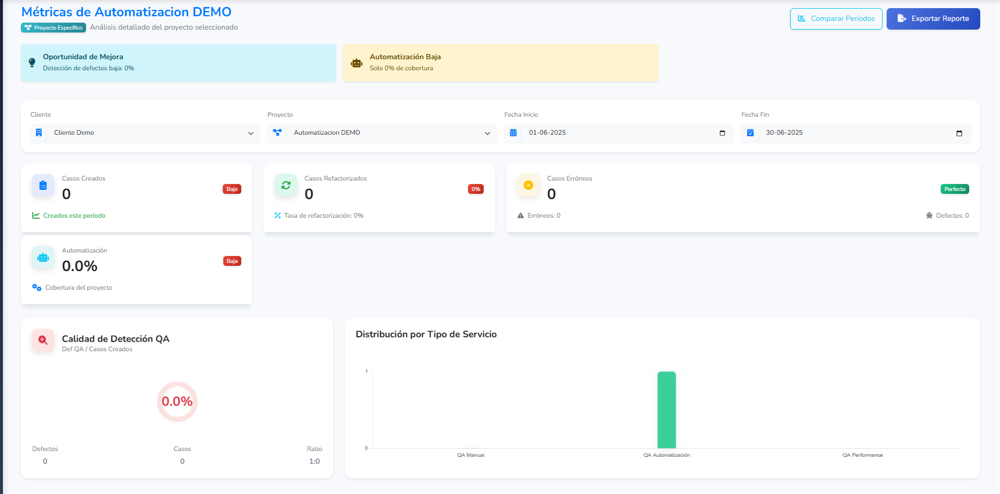 Métricas de Automatizacion DEMO
Proyecto Específico Análisis detallado del proyecto seleccionado
Comparar Períodos
Exportar Reporte
Oportunidad de Mejora
Detección de defectos baja: 0%
Automatización Baja
Solo 0% de cobertura
Cliente
Cliente Demo
Proyecto
Automatizacion DEMO
Fecha Inicio
01-06-2025
Fecha Fin
30-06-2025
Casos Creados
0
Bajo
Creados este período
Casos Refactorizados
0
0%
Tasa de refactorización: 0%
Casos Erróneos
0
Perfecto
Erróneos: 0
Defectos: 0
Automatización
0.0%
Baja
Cobertura del proyecto
Calidad de Detección QA
Def QA / Casos Creados
0.0%
Defectos
0
Casos
0
Ratio
1:0
Distribución por Tipo de Servicio
1
0
QA Manual
QA Automatización
QA Performance